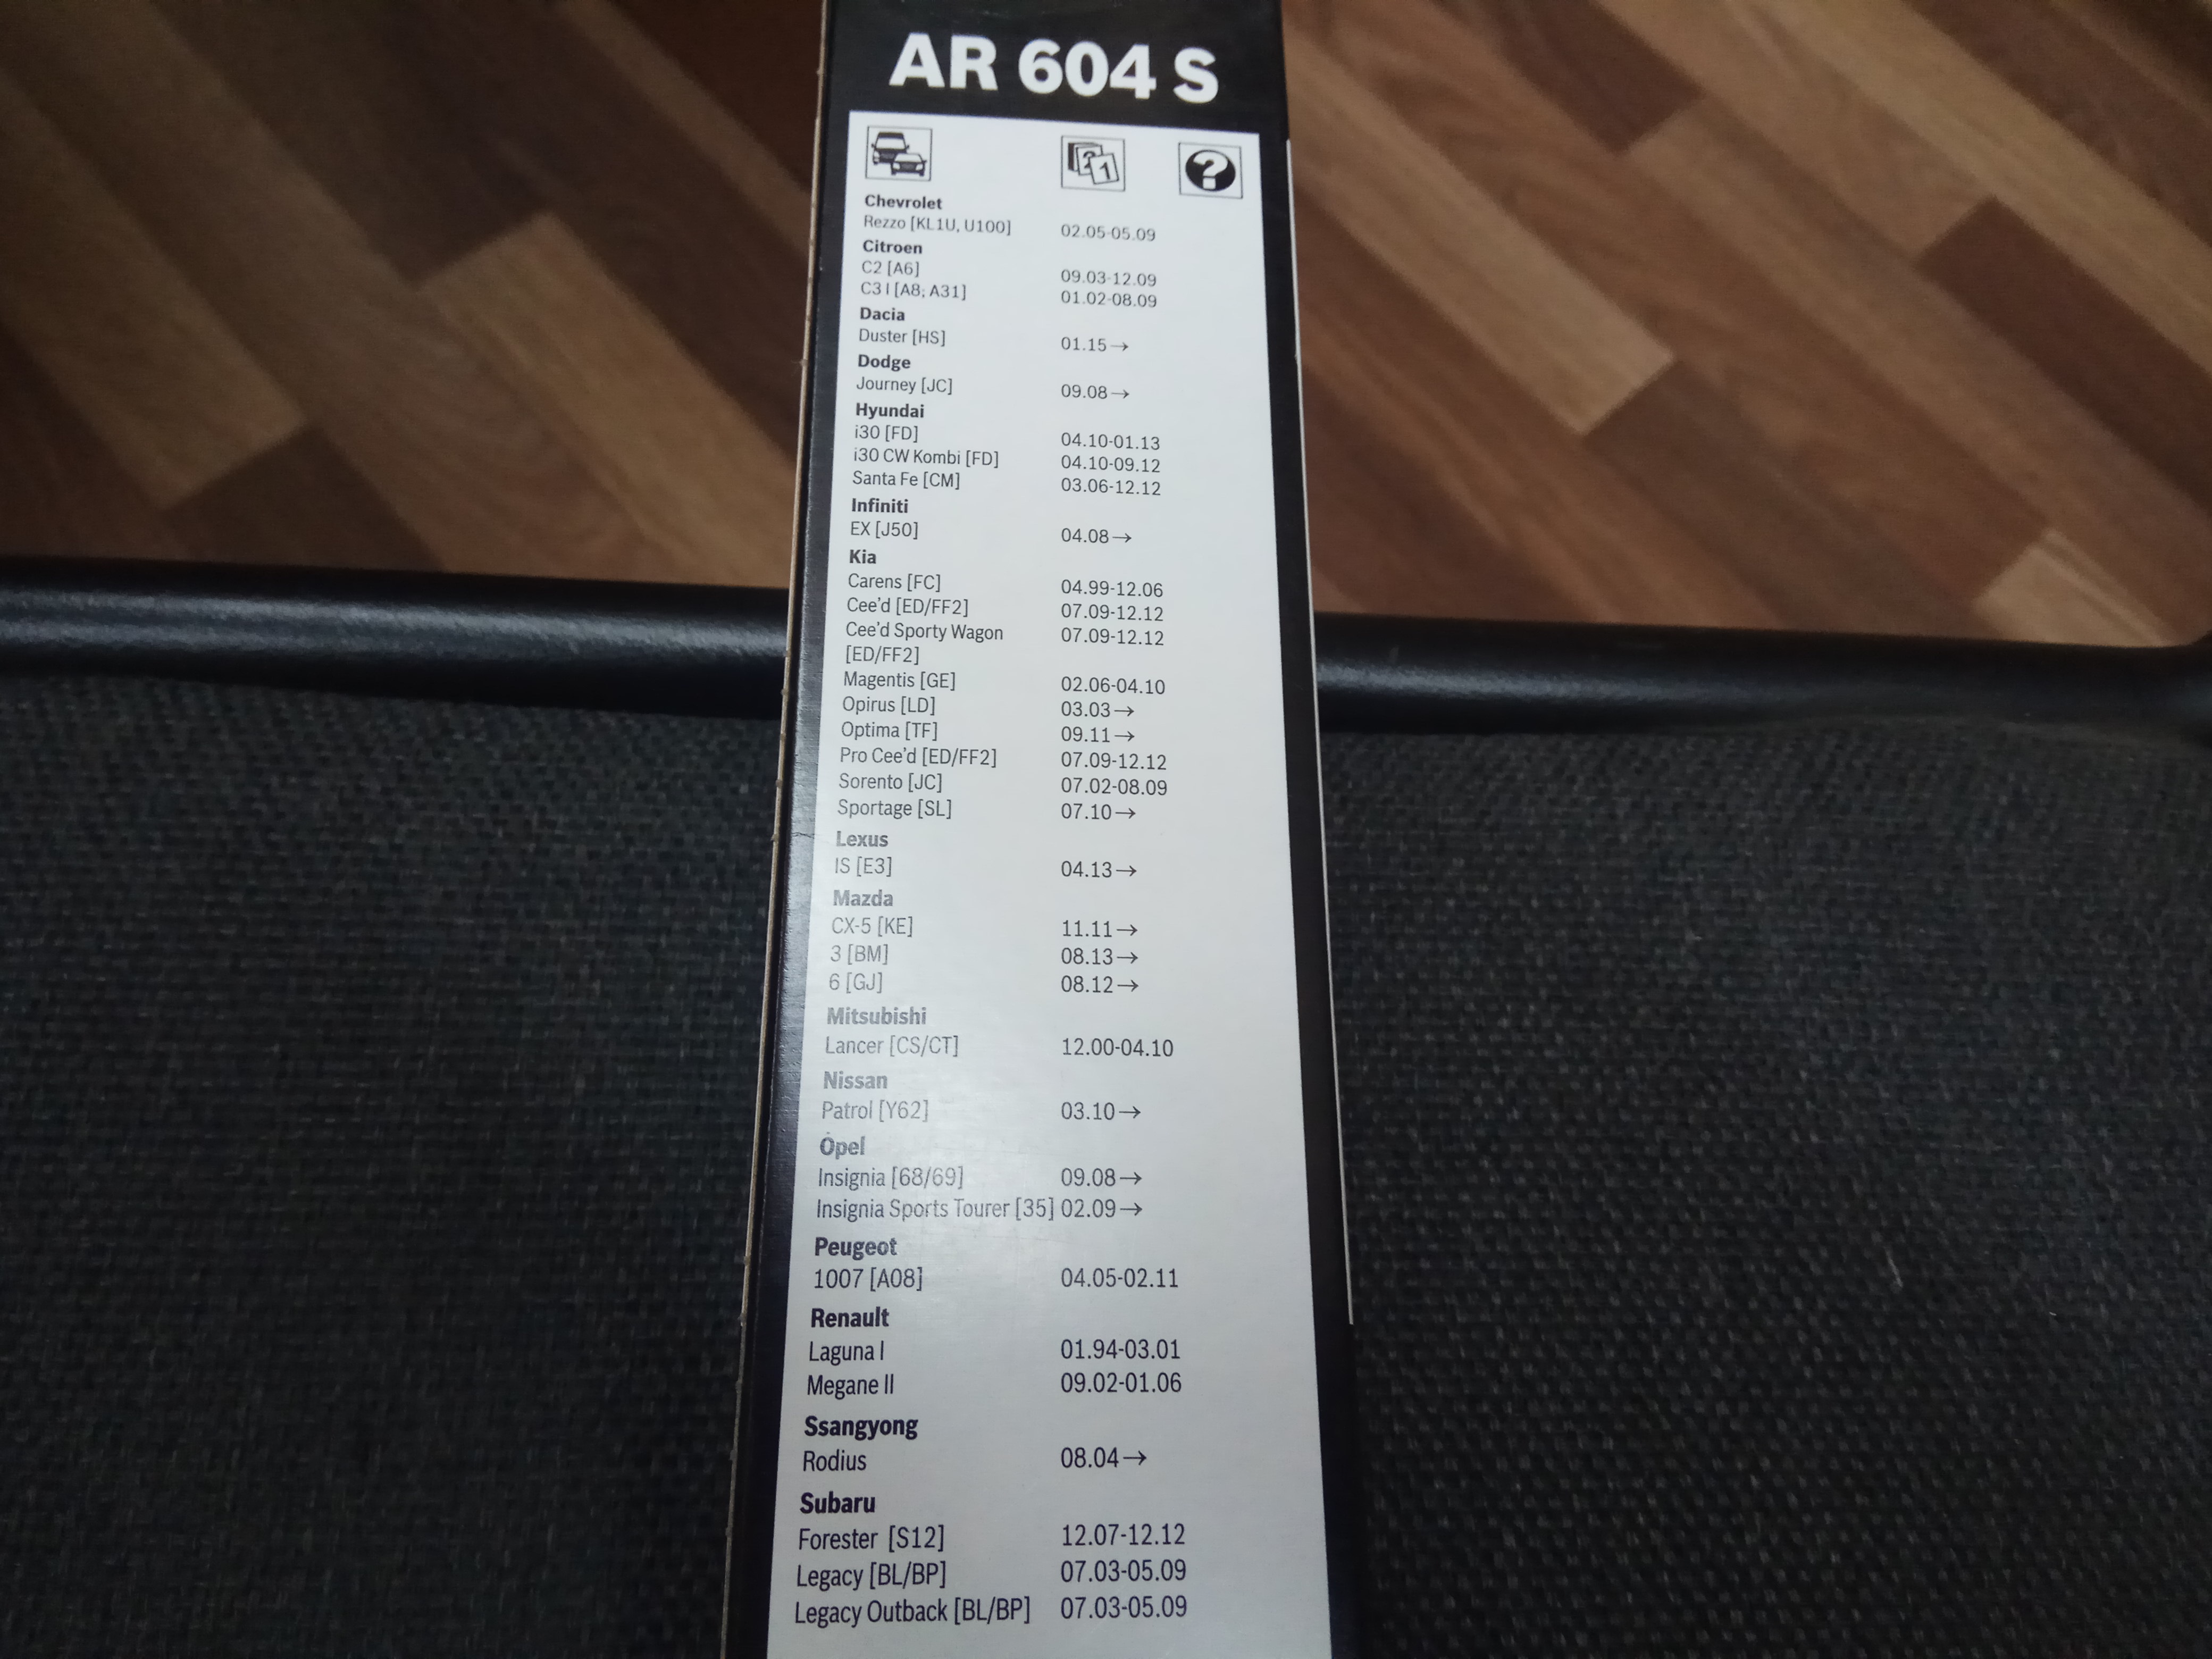 AR 604 S
Chevrolet
Rezzo [KL1U, U100] 02.05-05.09
Citroen
C2 [A6] 09.03-12.09
C3 I [A8; A31] 01.02-08.09
Dacia
Duster [HS] 01.15→
Dodge
Journey [JC] 09.08→
Hyundai
i30 [FD] 04.10-01.13
i30 CW Kombi [FD] 04.10-09.12
Santa Fe [CM] 03.06-12.12
Infiniti
EX [J50] 04.08→
Kia
Carens [FC] 04.99-12.06
Cee'd [ED/FF2] 07.09-12.12
Cee'd Sporty Wagon 07.09-12.12
[ED/FF2]
Magentis [GE] 02.06-04.10
Opirus [LD] 03.03→
Optima [TF] 09.11→
Pro Cee'd [ED/FF2] 07.09-12.12
Sorento [JC] 07.02-08.09
Sportage [SL] 07.10→
Lexus
IS [E3] 04.13→
Mazda
CX-5 [KE] 11.11→
3 [BM] 08.13→
6 [GJ] 08.12→
Mitsubishi
Lancer [CS/CT] 12.00-04.10
Nissan
Patrol [Y62] 03.10→
Opel
Insignia [68/69] 09.08→
Insignia Sports Tourer [35] 02.09→
Peugeot
1007 [A08] 04.05-02.11
Renault
Laguna I 01.94-03.01
Megane II 09.02-01.06
Ssangyong
Rodius 08.04→
Subaru
Forester [S12] 12.07-12.12
Legacy [BL/BP] 07.03-05.09
Legacy Outback [BL/BP] 07.03-05.09